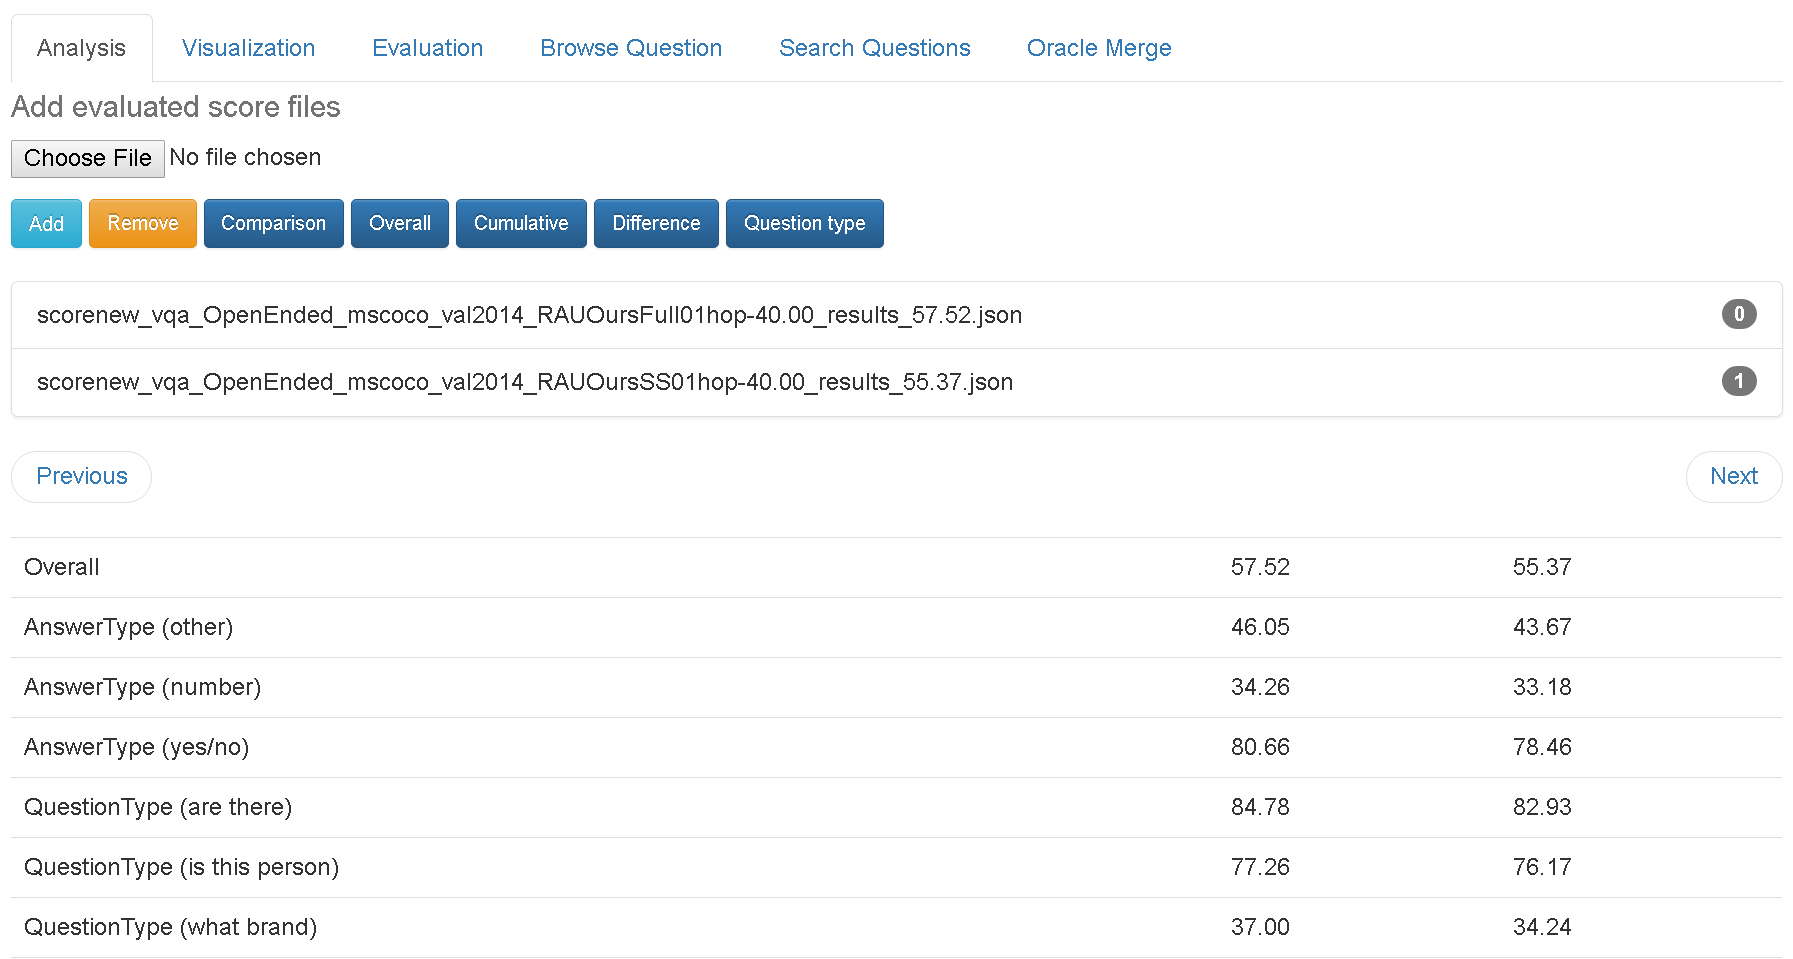 Analysis Visualization Evaluation Browse Question Search Questions Oracle Merge
Add evaluated score files
Choose File No file chosen
Add Remove Comparison Overall Cumulative Difference Question type
scorenew_vqa_OpenEnded_mscoco_val2014_RAUOursFull01hop-40.00_results_57.52.json 0
scorenew_vqa_OpenEnded_mscoco_val2014_RAUOursSS01hop-40.00_results_55.37.json 1
Previous Next
Overall 57.52 55.37
AnswerType (other) 46.05 43.67
AnswerType (number) 34.26 33.18
AnswerType (yes/no) 80.66 78.46
QuestionType (are there) 84.78 82.93
QuestionType (is this person) 77.26 76.17
QuestionType (what brand) 37.00 34.24